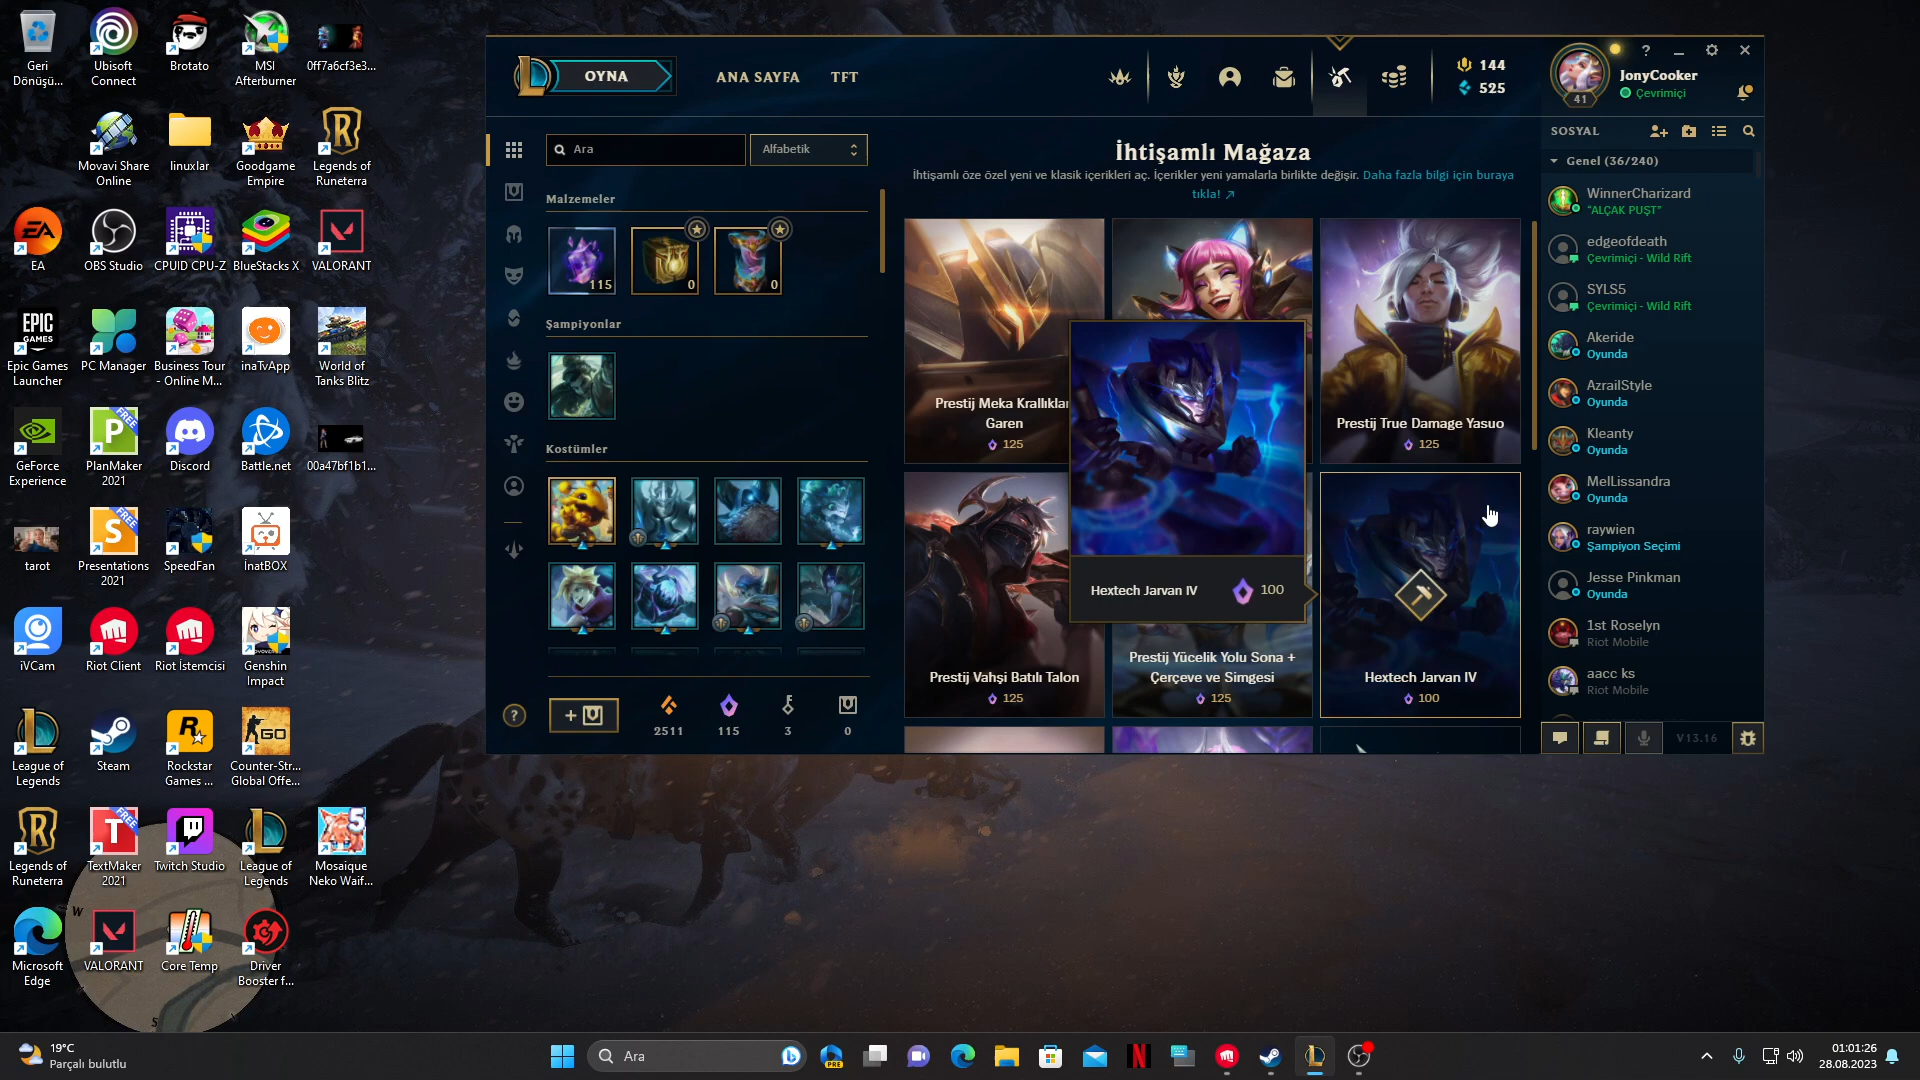 Geri
Dönüşü...
Ubisoft
Connect
Brotato
MSI
Afterburner
0ff7a6cf3e3...
Movavi Share
Online
linuxlar
Goodgame
Empire
Legends of
Runeterra
EA
OBS Studio
CPUID CPU-Z
BlueStacks X
VALORANT
EPIC
GAMES
Epic Games
Launcher
PC Manager
Business Tour
- Online M...
inaTvApp
World of
Tanks Blitz
GeForce
Experience
FREE
PlanMaker
2021
Discord
Battle.net
00a47bf1b1...
tarot
FREE
Presentations
2021
SpeedFan
İnatBOX
iVCam
Riot Client
Riot İstemcisi
Genshin
Impact
League of
Legends
Steam
Rockstar
Games ...
GO
Counter-Str...
Global Offe...
Legends of
Runeterra
FREE
TextMaker
2021
Twitch Studio
League of
Legends
Mosaique
Neko Waif...
Microsoft
Edge
VALORANT
Core Temp
Driver
Booster f...
W
S
OYNA
ANA SAYFA
TFT
144
525
41
JonyCooker
Çevrimiçi
Ara
Alfabetik
Malzemeler
115
0
0
Şampiyonlar
Kostümler
2511
115
3
0
İhtişamlı Mağaza
İhtişamlı öze özel yeni ve klasik içerikleri aç. İçerikler yeni yamalarla birlikte değişir. Daha fazla bilgi için buraya
tıkla!
Prestij Meka Krallıklar
Garen
125
Prestij True Damage Yasuo
125
Hextech Jarvan IV
100
Prestij Vahşi Batılı Talon
125
Prestij Yücelik Yolu Sona +
Çerçeve ve Simgesi
125
Hextech Jarvan IV
100
SOSYAL
Genel (36/240)
WinnerCharizard
"ALÇAK PUŞT"
edgeofdeath
Çevrimiçi - Wild Rift
SYLS5
Çevrimiçi - Wild Rift
Akeride
Oyunda
AzrailStyle
Oyunda
Kleanty
Oyunda
MelLissandra
Oyunda
raywien
Şampiyon Seçimi
Jesse Pinkman
Oyunda
1st Roselyn
Riot Mobile
aacc ks
Riot Mobile
V13.16
19°C
Parçalı bulutlu
Ara
PRE
01:01:26
28.08.2023